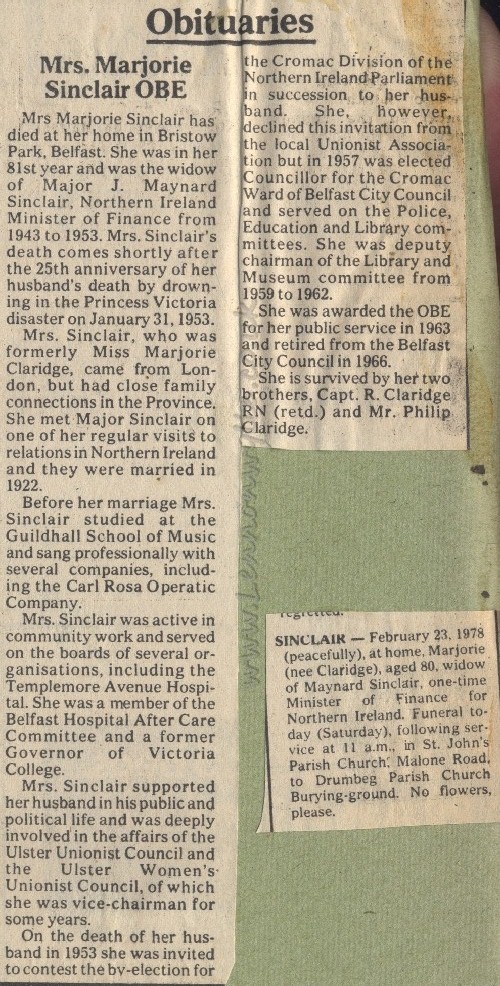 Obituaries
Mrs. Marjorie
Sinclair OBE
Mrs Marjorie Sinclair has
died at her home in Bristow
Park, Belfast. She was in her
81st year and was the widow
of Major J. Maynard
Sinclair, Northern Ireland
Minister of Finance from
1943 to 1953. Mrs. Sinclair's
death comes shortly after
the 25th anniversary of her
husband's death by drown-
ing in the Princess Victoria
disaster on January 31, 1953.
Mrs. Sinclair, who was
formerly Miss Marjorie
Claridge, came from Lon-
don, but had close family
connections in the Province.
She met Major Sinclair on
one of her regular visits to
relations in Northern Ireland
and they were married in
1922.
Before her marriage Mrs.
Sinclair studied at the
Guildhall School of Music
and sang professionally with
several companies, includ-
ing the Carl Rosa Operatic
Company.
Mrs. Sinclair was active in
community work and served
on the boards of several or-
ganisations, including the
Templemore Avenue Hospi-
tal. She was a member of the
Belfast Hospital After Care
Committee and a former
Governor of Victoria
College.
Mrs. Sinclair supported
her husband in his public and
political life and was deeply
involved in the affairs of the
Ulster Unionist Council and
the Ulster Women's
Unionist Council, of which
she was vice-chairman for
some years.
On the death of her hus-
band in 1953 she was invited
to contest the by-election for
the Cromac Division of the
Northern Ireland Parliament
in succession to her hus-
band. She, however,
declined this invitation from
the local Unionist Associa-
tion but in 1957 was elected
Councillor for the Cromac
Ward of Belfast City Council
and served on the Police,
Education and Library com-
mittees. She was deputy
chairman of the Library and
Museum committee from
1959 to 1962.
She was awarded the OBE
for her public service in 1963
and retired from the Belfast
City Council in 1966.
She is survived by her two
brothers, Capt. R. Claridge
RN (retd.) and Mr. Philip
Claridge.
regretted.
SINCLAIR — February 23, 1978
(peacefully), at home, Marjorie
(nee Claridge), aged 80, widow
of Maynard Sinclair, one-time
Minister of Finance for
Northern Ireland. Funeral to-
day (Saturday), following ser-
vice at 11 a.m., in St. John's
Parish Church, Malone Road,
to Drumbeg Parish Church
Burying-ground. No flowers,
please.